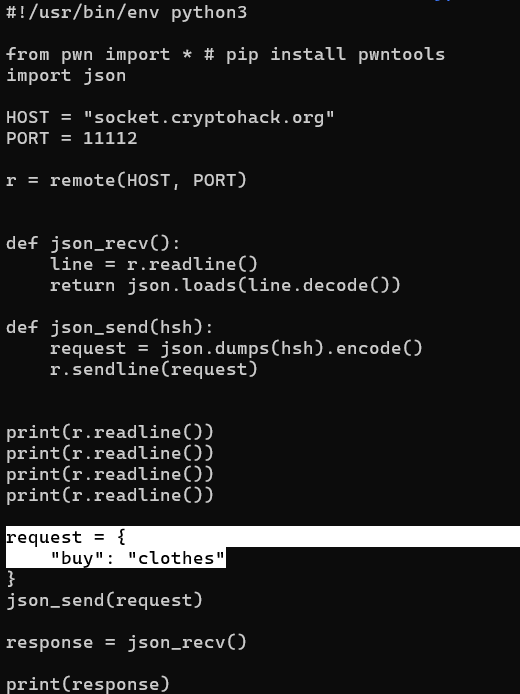 #!/usr/bin/env python3
from pwn import * # pip install pwntools
import json
HOST = "socket.cryptohack.org"
PORT = 11112
r = remote(HOST, PORT)
def json_recv():
    line = r.readline()
    return json.loads(line.decode())
def json_send(hsh):
    request = json.dumps(hsh).encode()
    r.sendline(request)
print(r.readline())
print(r.readline())
print(r.readline())
print(r.readline())
request = {
    "buy": "clothes"
}
json_send(request)
response = json_recv()
print(response)